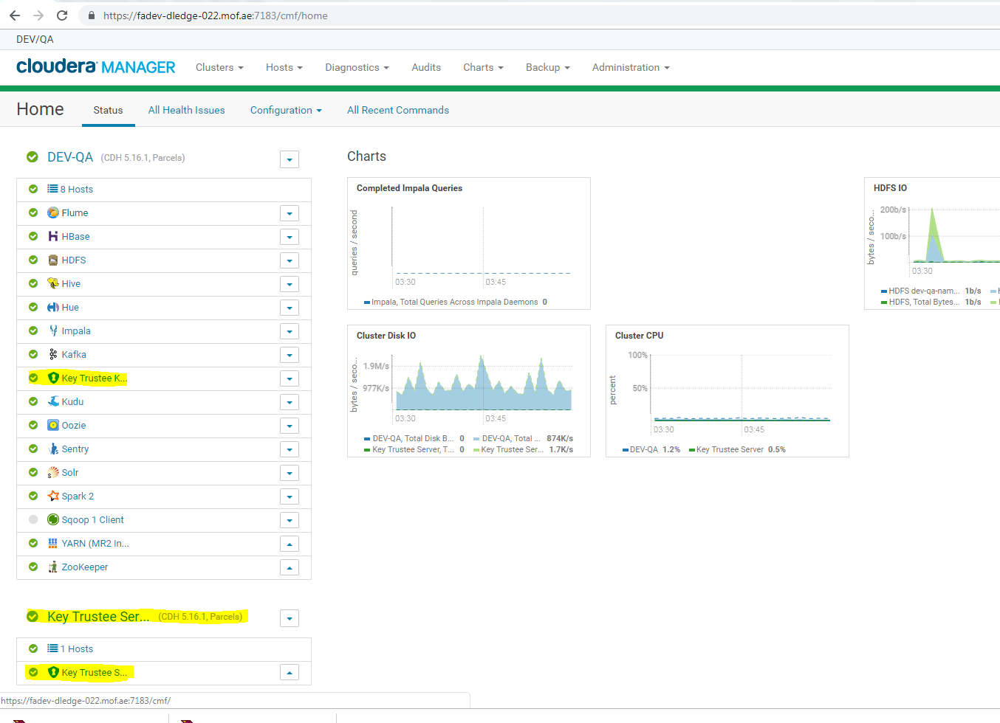 https://fadev-dledge-022.mof.ae:7183/cmf/home
DEV/QA
cloudera MANAGER Clusters Hosts Diagnostics Audits Charts Backup Administration
Home Status All Health Issues Configuration All Recent Commands
DEV-QA (CDH 5.16.1, Parcels)
8 Hosts
Flume
HBase
HDFS
Hive
Hue
Impala
Kafka
Key Trustee K...
Kudu
Oozie
Sentry
Solr
Spark 2
Sqoop 1 Client
YARN (MR2 In...
ZooKeeper
Key Trustee Ser... (CDH 5.16.1, Parcels)
1 Hosts
Key Trustee S...
Charts
Completed Impala Queries
queries / second
03:30 03:45
Impala, Total Queries Across Impala Daemons 0
HDFS IO
bytes / seco...
200b/s
100b/s
03:30
HDFS dev-qa-nam... 1b/s
HDFS, Total Bytes... 1b/s
Cluster Disk IO
bytes / seco...
1.9M/s
977K/s
03:30 03:45
DEV-QA, Total Disk B... 0 DEV-QA, Total ... 874K/s
Key Trustee Server, T... 0 Key Trustee Ser... 1.7K/s
Cluster CPU
percent
100%
50%
03:30 03:45
DEV-QA 1.2% Key Trustee Server 0.5%
https://fadev-dledge-022.mof.ae:7183/cmf/